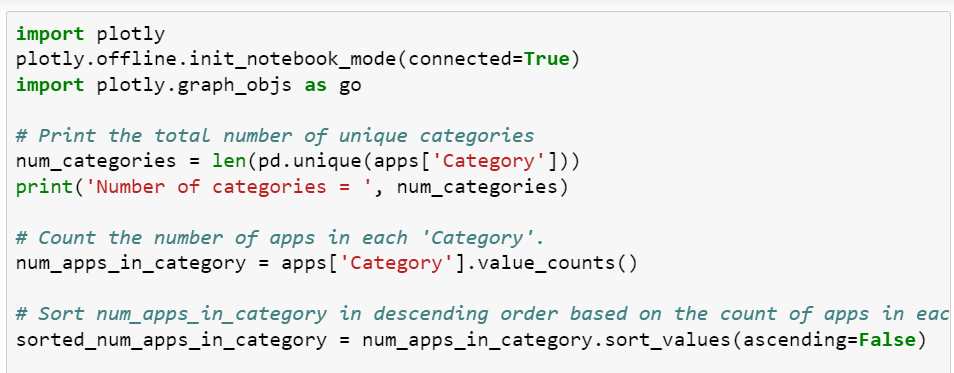 import plotly
plotly.offline.init_notebook_mode(connected=True)
import plotly.graph_objs as go
# Print the total number of unique categories
num_categories = len(pd.unique(apps['Category']))
print('Number of categories = ', num_categories)
# Count the number of apps in each 'Category'.
num_apps_in_category = apps['Category'].value_counts()
# Sort num_apps_in_category in descending order based on the count of apps in
sorted_num_apps_in_category = num_apps_in_category.sort_values(ascending=False)